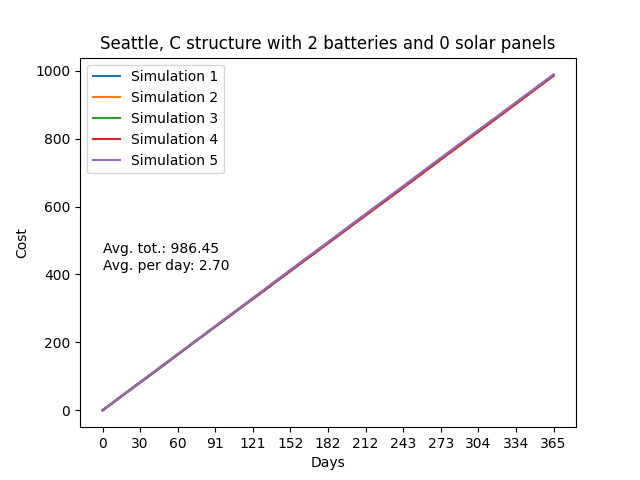 Seattle, C structure with 2 batteries and 0 solar panels
Simulation 1
Simulation 2
Simulation 3
Simulation 4
Simulation 5
Avg. tot.: 986.45
Avg. per day: 2.70
Cost
1000
800
600
400
200
0
0 30 60 91 121 152 182 212 243 273 304 334 365
Days